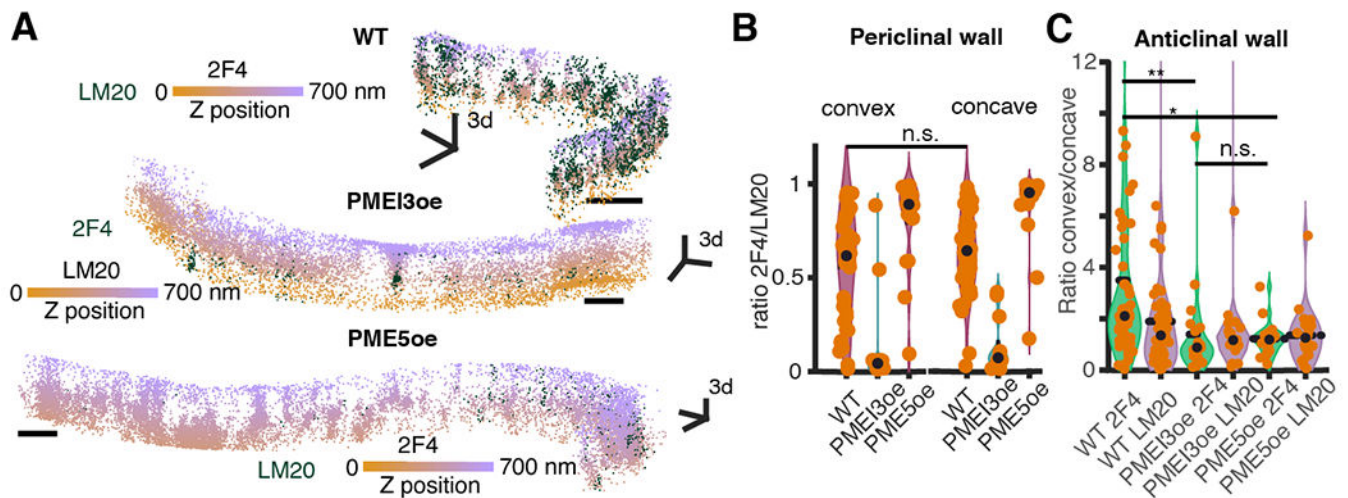 A
WT
2F4
LM20 0 700 nm
Z position
3d
PMEI3oe
2F4
LM20
0 700 nm
Z position
3d
PME5oe
3d
2F4
LM20 0 700 nm
Z position
B
Periclinal wall
convex concave
n.s.
ratio 2F4/LM20
1
0.5
0
WT
PMEI3oe
PME5oe
WT
PMEI3oe
PME5oe
C
Anticlinal wall
Ratio convex/concave
12
8
4
0
**
*
n.s.
WT 2F4
WT LM20
PMEI3oe 2F4
PMEI3oe LM20
PME5oe 2F4
PME5oe LM20